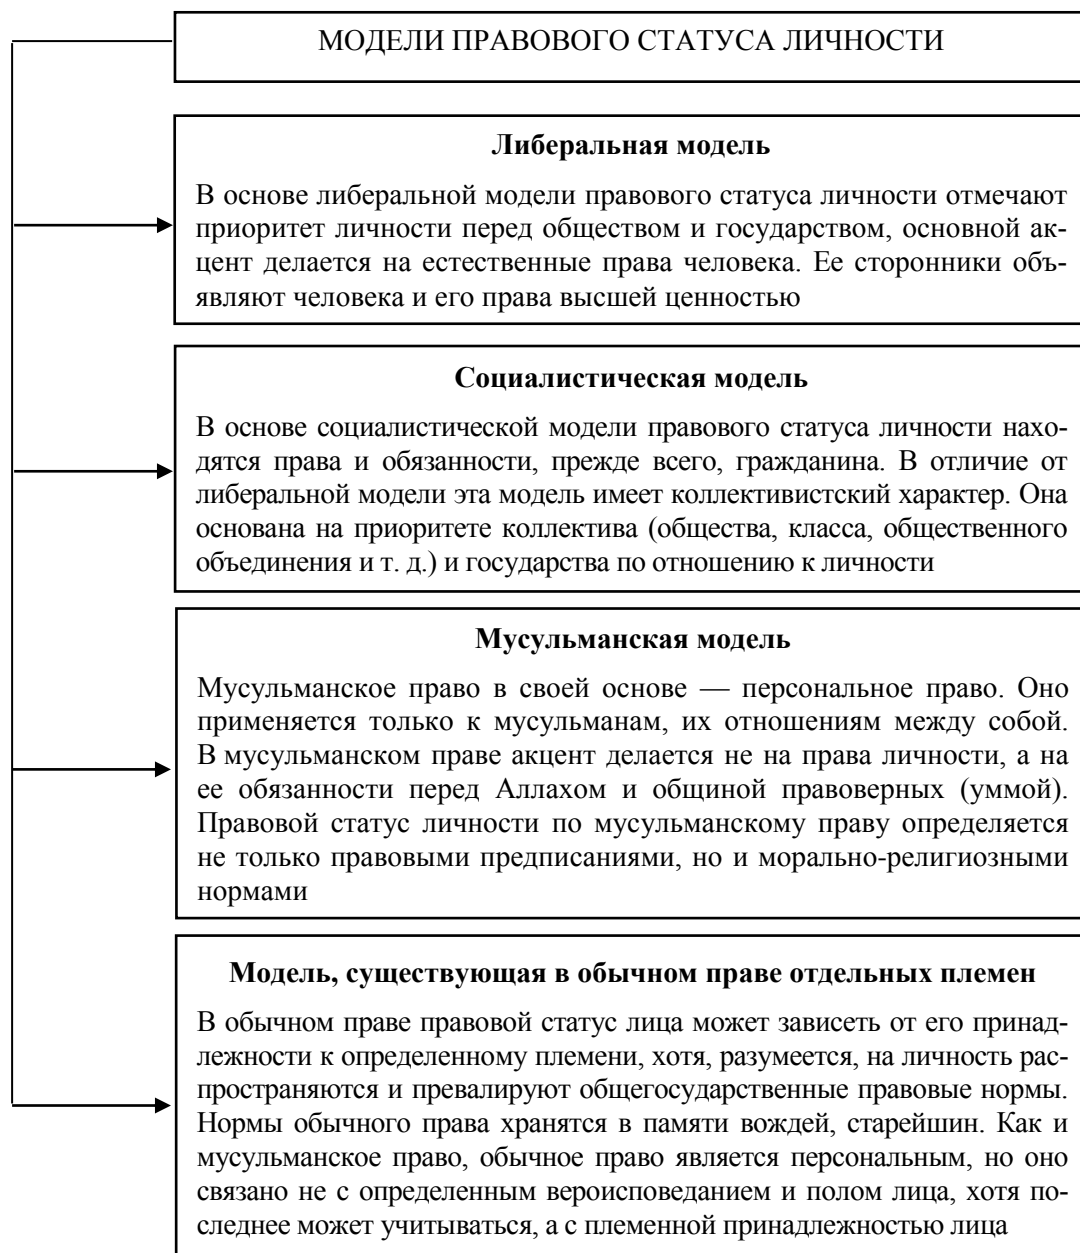 МОДЕЛИ ПРАВОВОГО СТАТУСА ЛИЧНОСТИ
Либеральная модель
В основе либеральной модели правового статуса личности отмечают
приоритет личности перед обществом и государством, основной ак-
цент делается на естественные права человека. Ее сторонники объ-
являют человека и его права высшей ценностью
Социалистическая модель
В основе социалистической модели правового статуса личности нахо-
дятся права и обязанности, прежде всего, гражданина. В отличие от
либеральной модели эта модель имеет коллективистский характер. Она
основана на приоритете коллектива (общества, класса, общественного
объединения и т. д.) и государства по отношению к личности
Мусульманская модель
Мусульманское право в своей основе — персональное право. Оно
применяется только к мусульманам, их отношениям между собой.
В мусульманском праве акцент делается не на права личности, а на
ее обязанности перед Аллахом и общиной правоверных (уммой).
Правовой статус личности по мусульманскому праву определяется
не только правовыми предписаниями, но и морально-религиозными
нормами
Модель, существующая в обычном праве отдельных племен
В обычном праве правовой статус лица может зависеть от его принад-
лежности к определенному племени, хотя, разумеется, на личность рас-
пространяются и превалируют общегосударственные правовые нормы.
Нормы обычного права хранятся в памяти вождей, старейшин. Как и
мусульманское право, обычное право является персональным, но оно
связано не с определенным вероисповеданием и полом лица, хотя по-
следнее может учитываться, а с племенной принадлежностью лица